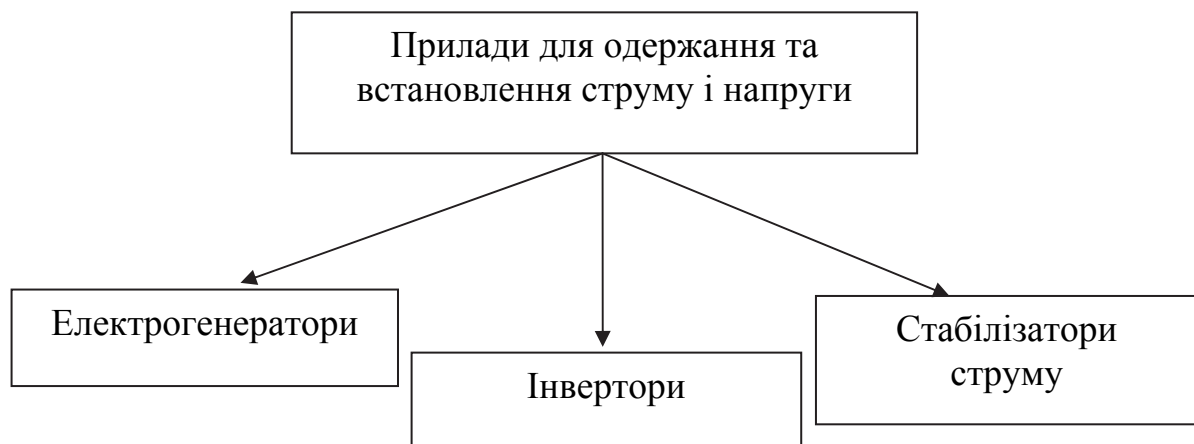 Прилади для одержання та
встановлення струму і напруги
Електрогенератори
Інвертори
Стабілізатори
струму